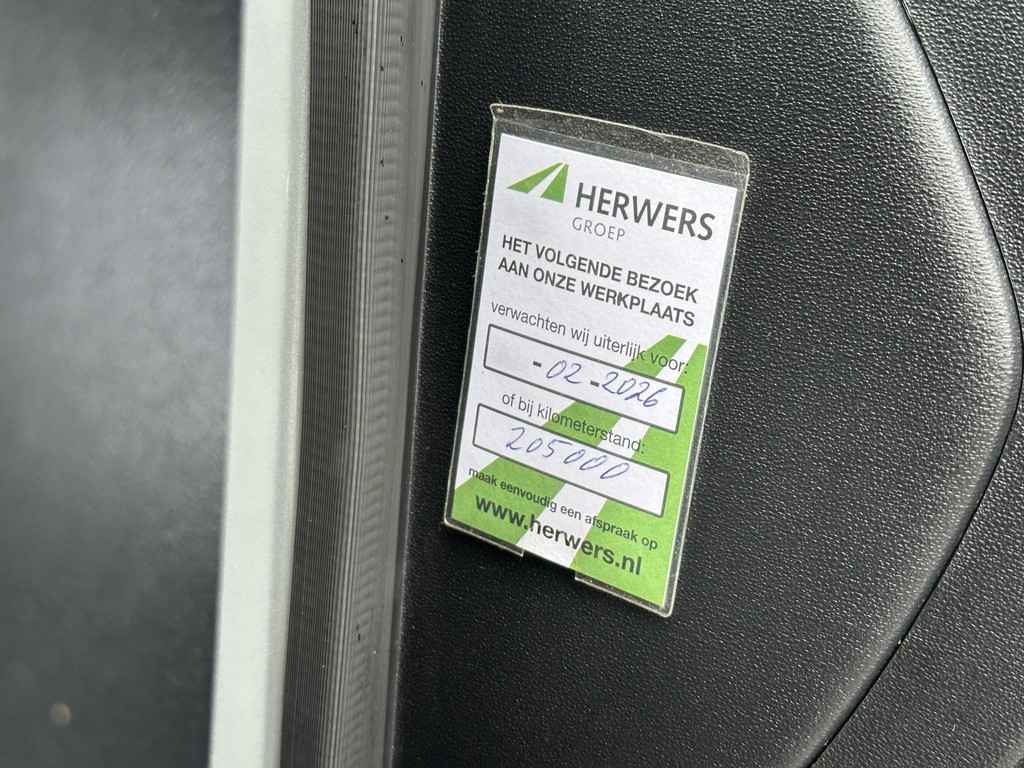 HERWERS
GROEP
HET VOLGENDE BEZOEK
AAN ONZE WERKPLAATS
verwachten wij uiterlijk voor:
-02-2026
of bij kilometerstand:
205000
maak eenvoudig een afspraak op
www.herwers.nl